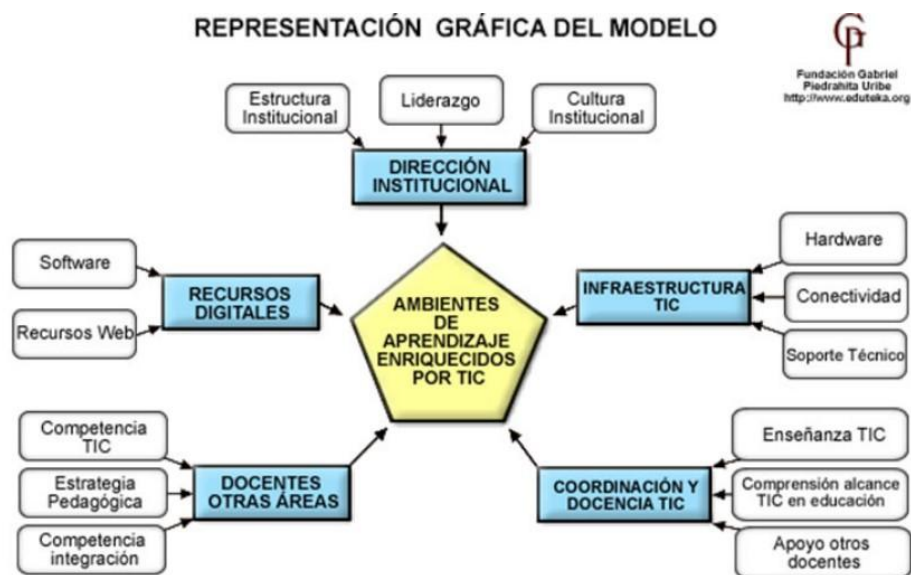 REPRESENTACIÓN GRÁFICA DEL MODELO
Fundación Gabriel
Piedrahita Uribe
http://www.eduteka.org
Estructura
Institucional
Liderazgo
Cultura
Institucional
DIRECCIÓN
INSTITUCIONAL
Software
Recursos Web
RECURSOS
DIGITALES
AMBIENTES
DE
APRENDIZAJE
ENRIQUECIDOS
POR TIC
INFRAESTRUCTURA
TIC
Hardware
Conectividad
Soporte Técnico
Competencia
TIC
Estrategia
Pedagógica
Competencia
integración
DOCENTES
OTRAS ÁREAS
COORDINACIÓN Y
DOCENCIA TIC
Enseñanza TIC
Comprensión alcance
TIC en educación
Apoyo otros
docentes